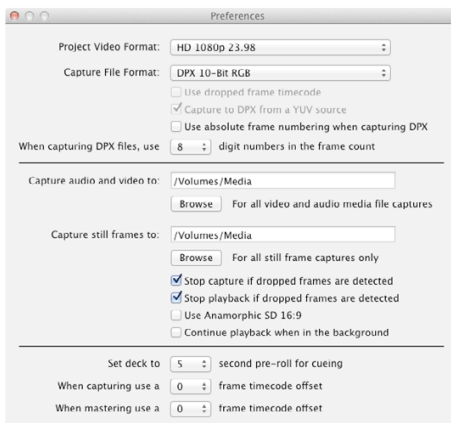 Preferences
Project Video Format: HD 1080p 23.98
Capture File Format: DPX 10-Bit RGB
Use dropped frame timecode
Capture to DPX from a YUV source
Use absolute frame numbering when capturing DPX
When capturing DPX files, use 8 digit numbers in the frame count
Capture audio and video to: /Volumes/Media
Browse For all video and audio media file captures
Capture still frames to: /Volumes/Media
Browse For all still frame captures only
Stop capture if dropped frames are detected
Stop playback if dropped frames are detected
Use Anamorphic SD 16:9
Continue playback when in the background
Set deck to 5 second pre-roll for cueing
When capturing use a 0 frame timecode offset
When mastering use a 0 frame timecode offset